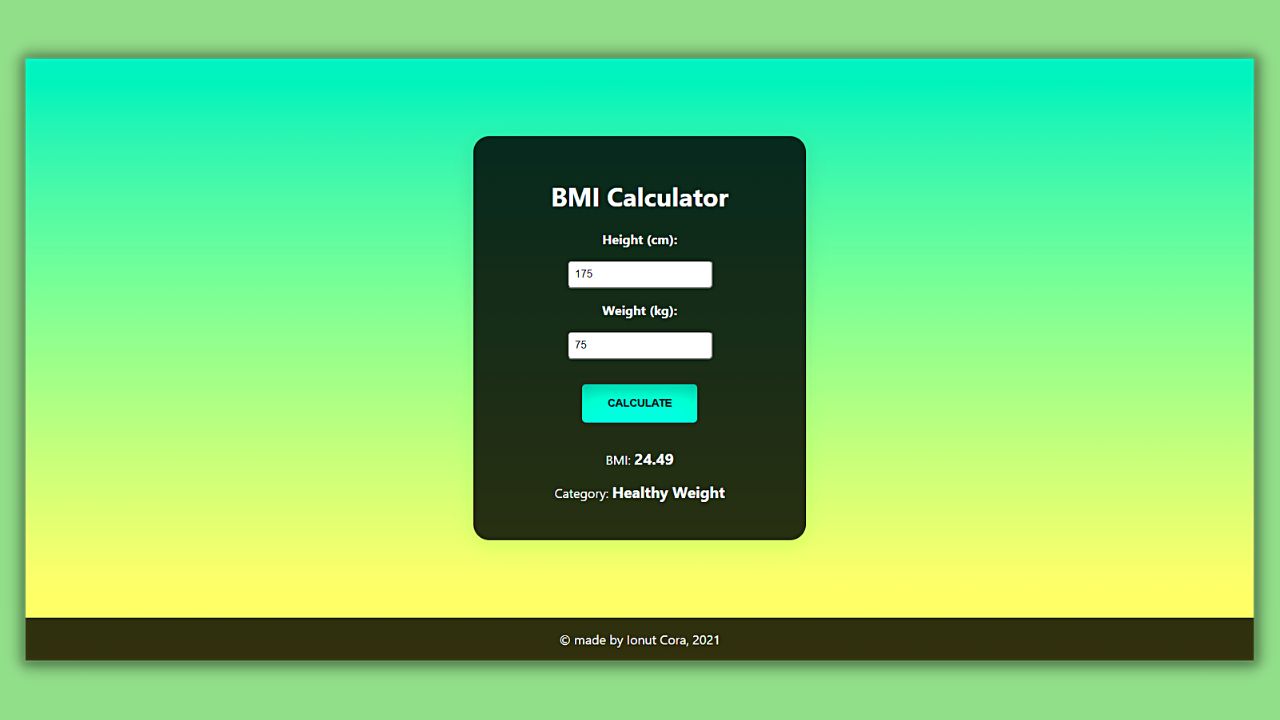 BMI Calculator
Height (cm):
175
Weight (kg):
75
CALCULATE
BMI: 24.49
Category: Healthy Weight
© made by Ionut Cora, 2021